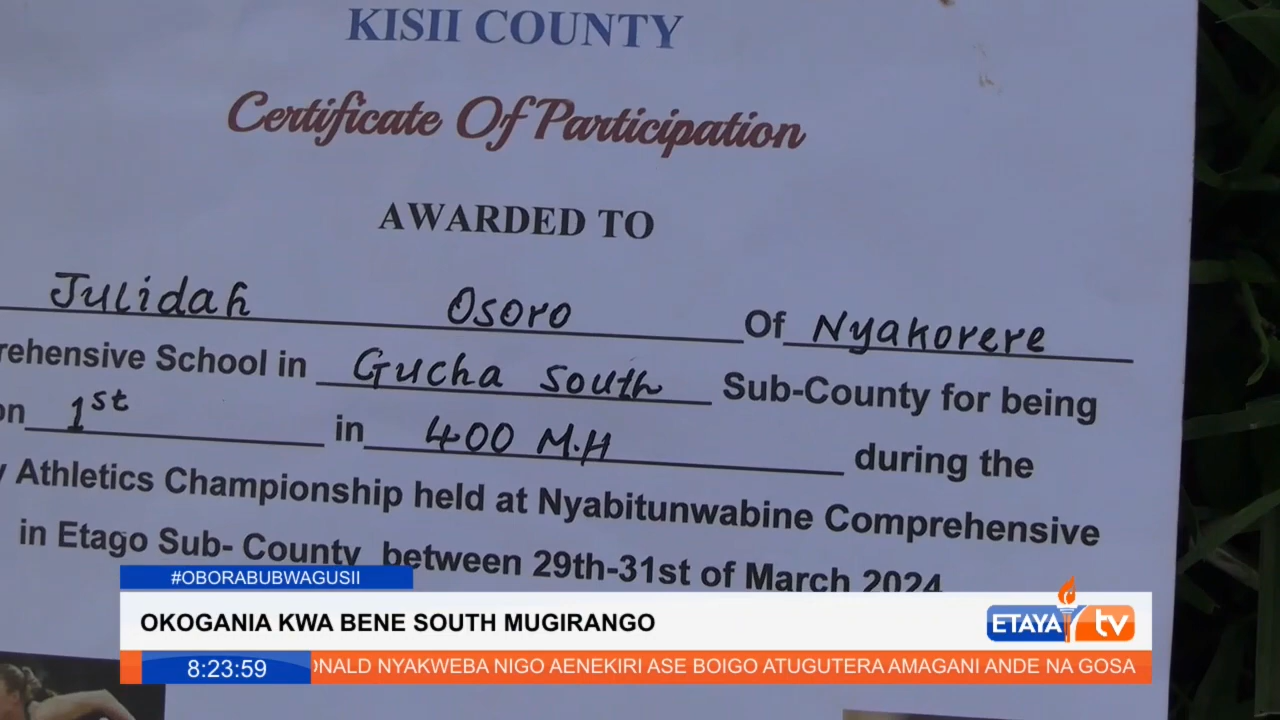 KISII COUNTY
Certificate Of Participation
AWARDED TO
Julidah Osoro Of Nyakorere
rehensive School in Gucha South Sub-County for being
on 1st in 400 M.H during the
y Athletics Championship held at Nyabitunwabine Comprehensive
in Etago Sub- County between 29th-31st of March 2024
#OBORABUBWAGUSII
OKOGANIA KWA BENE SOUTH MUGIRANGO
ETAYA tv
8:23:59 ONALD NYAKWEBA NIGO AENEKIRI ASE BOIGO ATUGUTERA AMAGANI ANDE NA GOSA